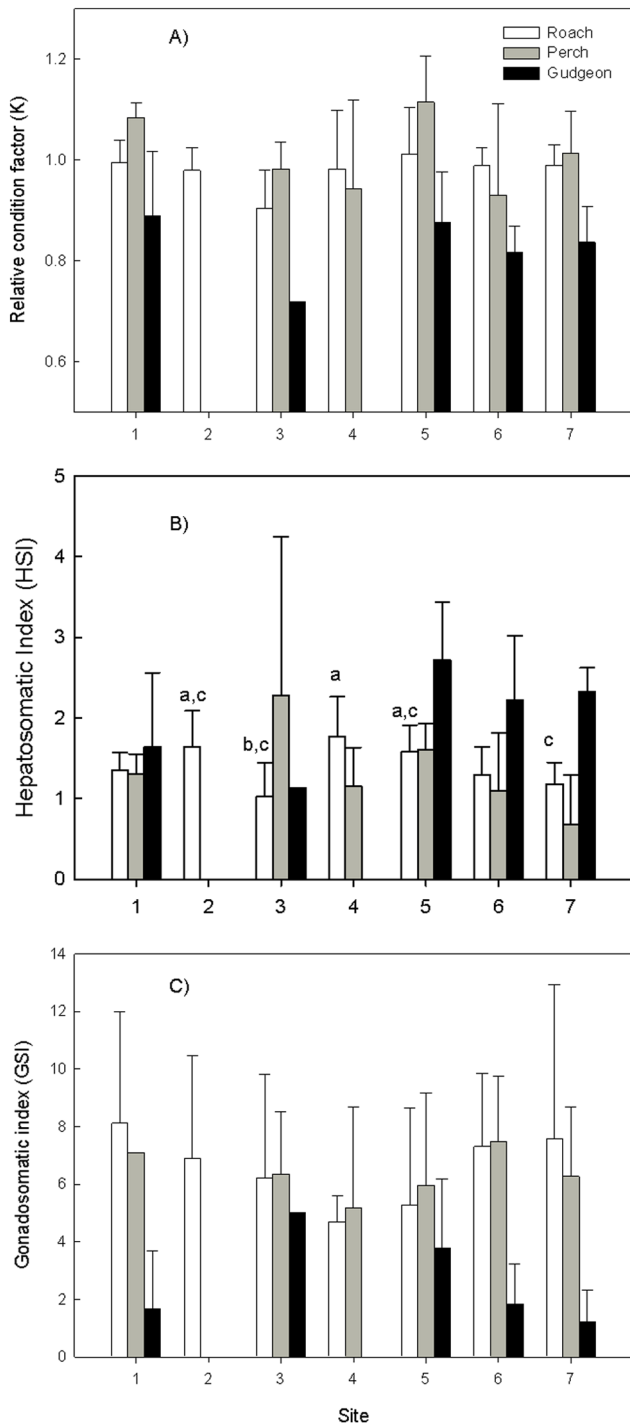 A)
Roach
Perch
Gudgeon
Relative condition factor (K)
1.2
1.0
0.8
0.6
1 2 3 4 5 6 7
B)
Hepatosomatic Index (HSI)
5
4
3
2
1
0
a,c
b,c
a
a,c
c
1 2 3 4 5 6 7
C)
Gonadosomatic index (GSI)
14
12
10
8
6
4
2
0
1 2 3 4 5 6 7
Site